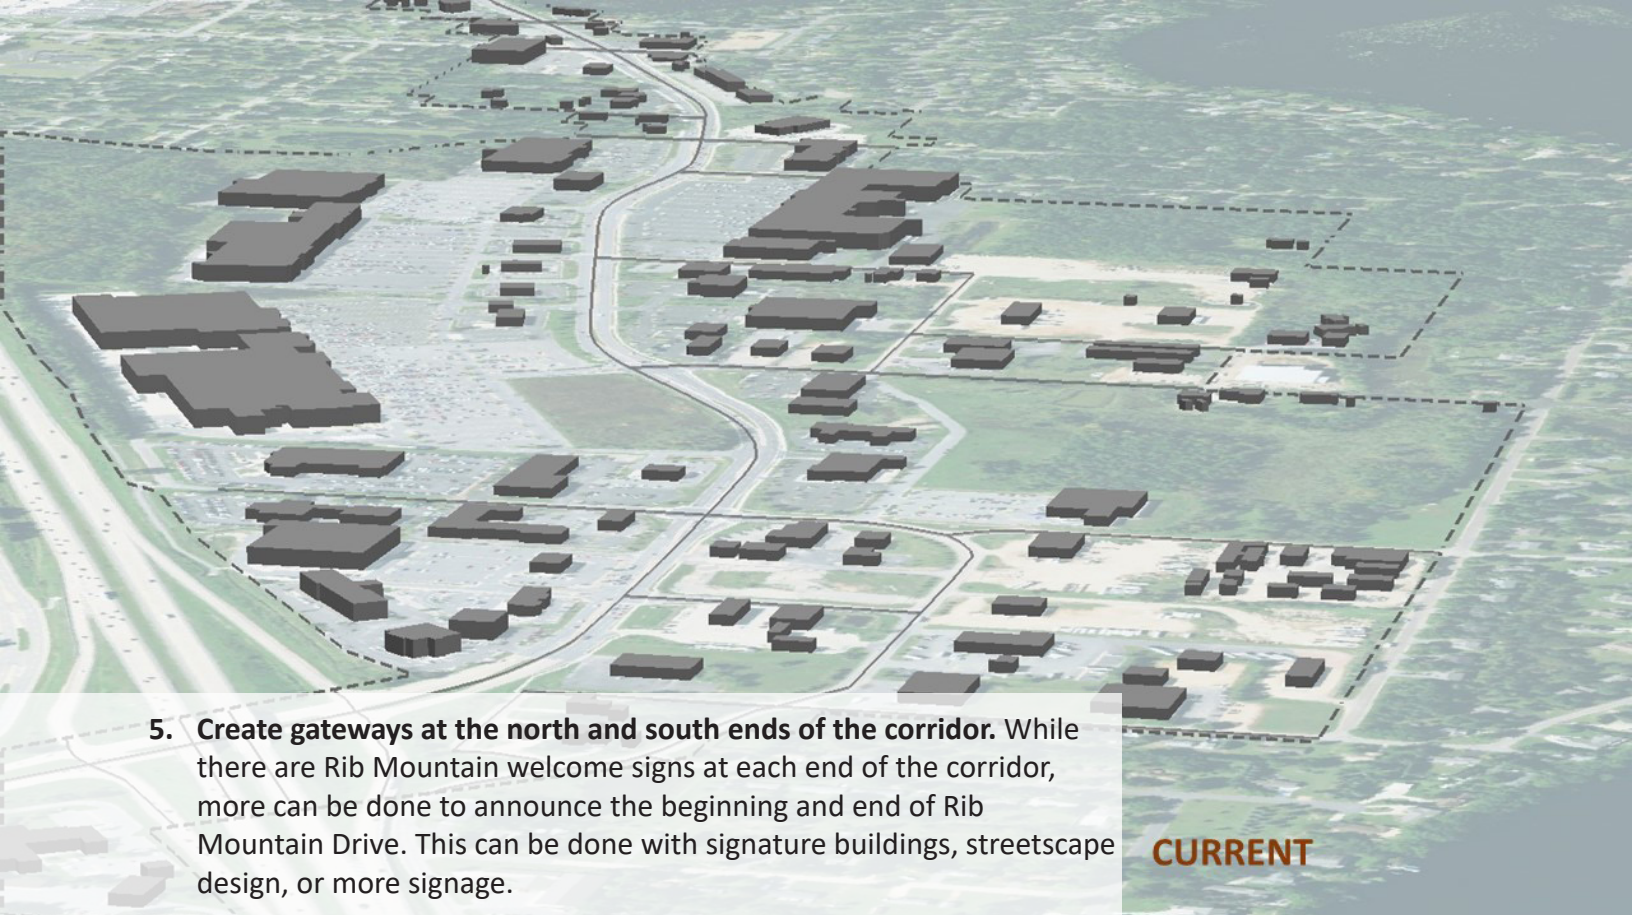 5. Create gateways at the north and south ends of the corridor. While
there are Rib Mountain welcome signs at each end of the corridor,
more can be done to announce the beginning and end of Rib
Mountain Drive. This can be done with signature buildings, streetscape
design, or more signage.
CURRENT